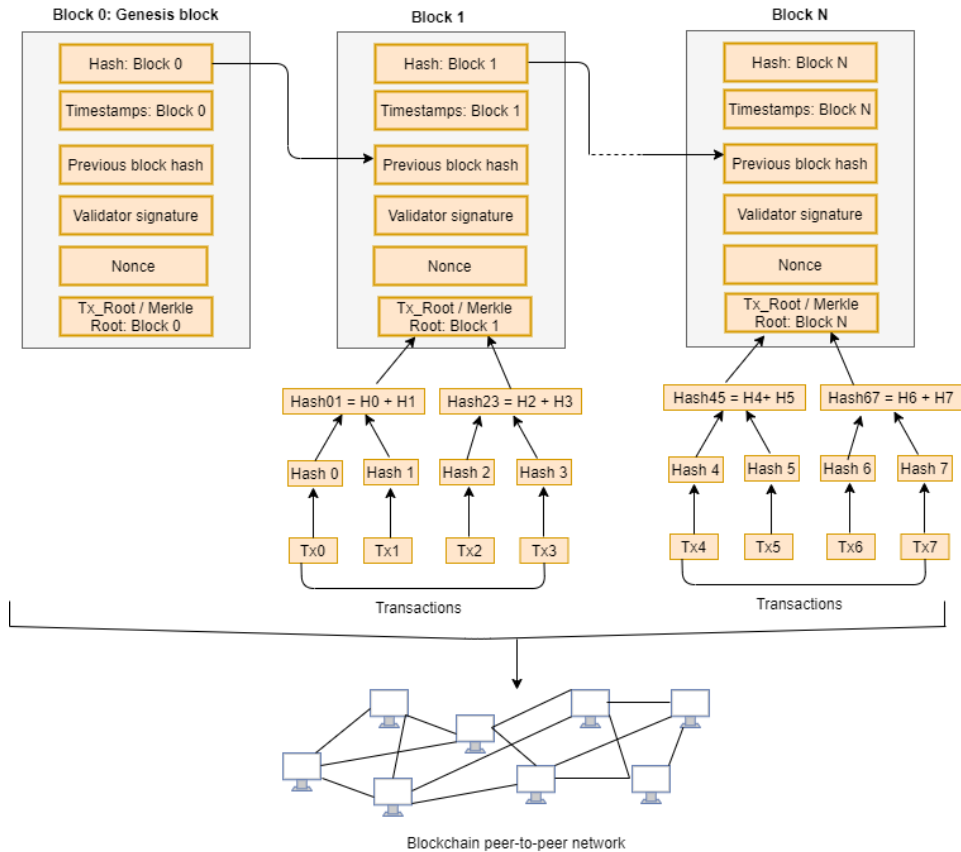 Block 0: Genesis block
Hash: Block 0
Timestamps: Block 0
Previous block hash
Validator signature
Nonce
Tx_Root / Merkle
Root: Block 0
Block 1
Hash: Block 1
Timestamps: Block 1
Previous block hash
Validator signature
Nonce
Tx_Root / Merkle
Root: Block 1
Block N
Hash: Block N
Timestamps: Block N
Previous block hash
Validator signature
Nonce
Tx_Root / Merkle
Root: Block N
Hash01 = H0 + H1
Hash23 = H2 + H3
Hash 0
Hash 1
Hash 2
Hash 3
Tx0
Tx1
Tx2
Tx3
Transactions
Hash45 = H4+ H5
Hash67 = H6 + H7
Hash 4
Hash 5
Hash 6
Hash 7
Tx4
Tx5
Tx6
Tx7
Transactions
Blockchain peer-to-peer network